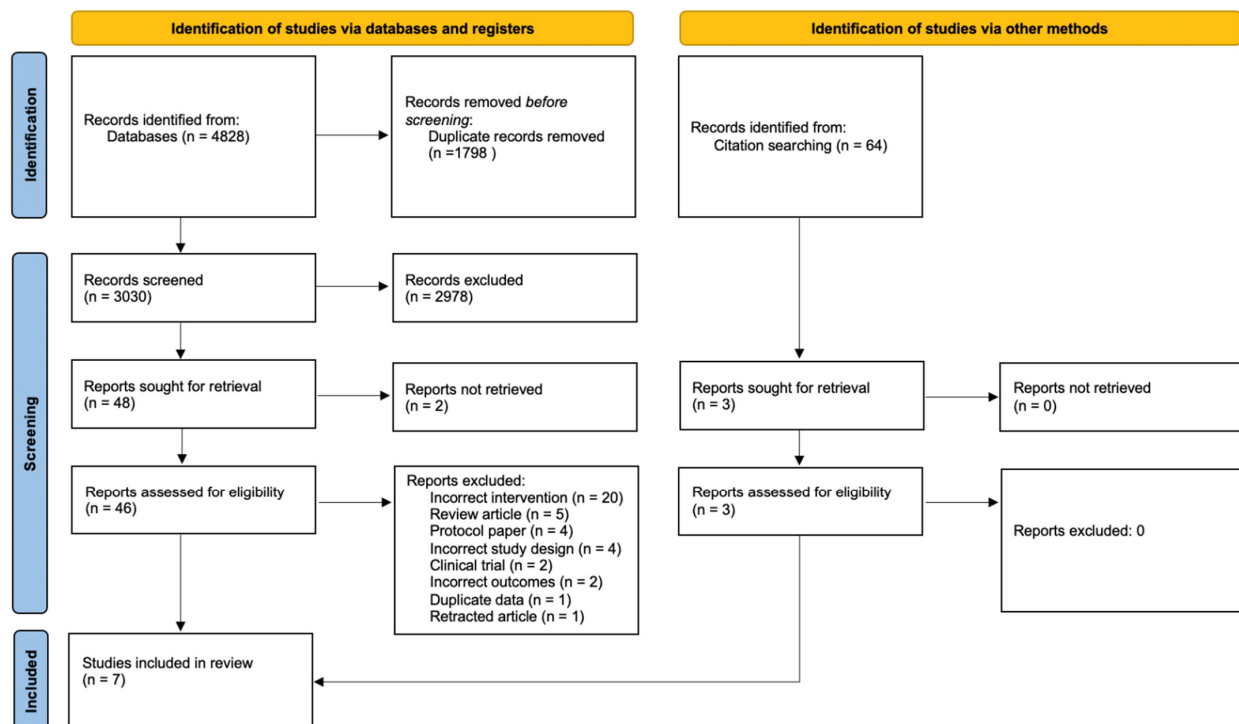 Identification of studies via databases and registers
Identification of studies via other methods
Identification
Records identified from:
Databases (n = 4828)
Records removed before
screening:
Duplicate records removed
(n =1798 )
Records identified from:
Citation searching (n = 64)
Screening
Records screened
(n = 3030)
Records excluded
(n = 2978)
Reports sought for retrieval
(n = 48)
Reports not retrieved
(n = 2)
Reports sought for retrieval
(n = 3)
Reports not retrieved
(n = 0)
Reports assessed for eligibility
(n = 46)
Reports excluded:
Incorrect intervention (n = 20)
Review article (n = 5)
Protocol paper (n = 4)
Incorrect study design (n = 4)
Clinical trial (n = 2)
Incorrect outcomes (n = 2)
Duplicate data (n = 1)
Retracted article (n = 1)
Reports assessed for eligibility
(n = 3)
Reports excluded: 0
Included
Studies included in review
(n = 7)